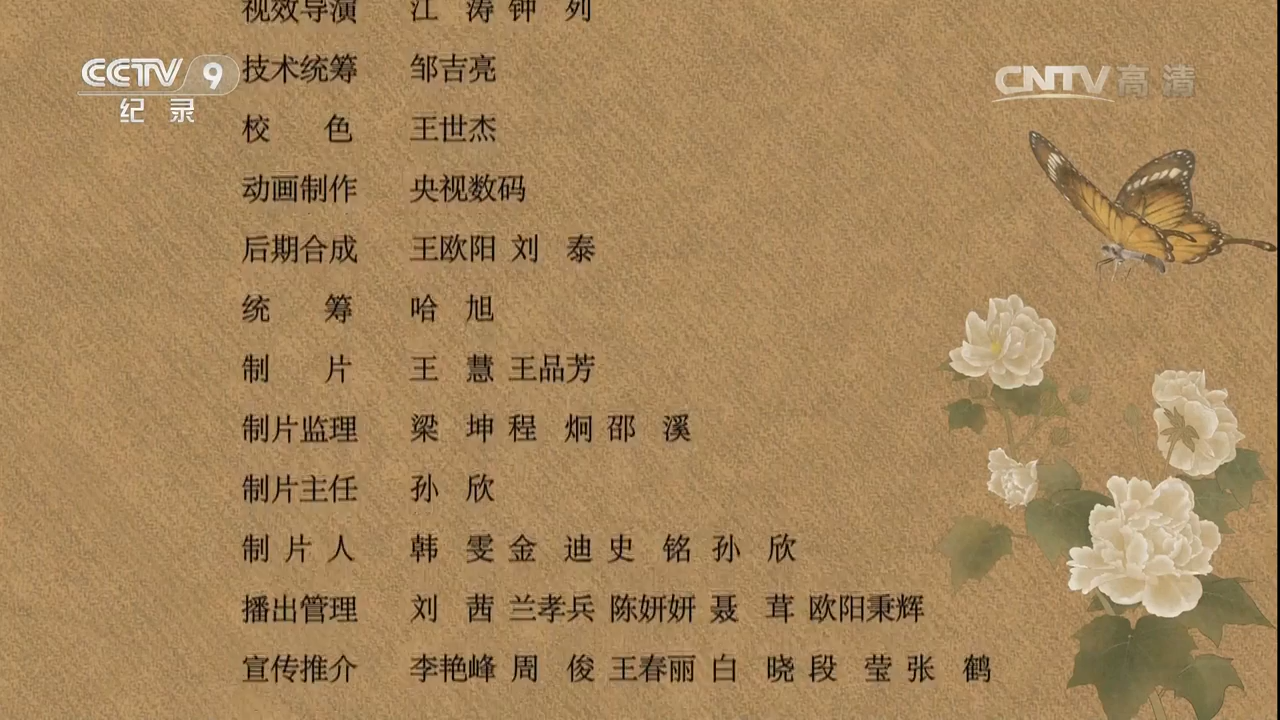 视效导演 江 涛 钟 列
CCTV 9
纪 录
CNTV高清
技术统筹 邹吉亮
校 色 王世杰
动画制作 央视数码
后期合成 王欧阳 刘 泰
统 筹 哈 旭
制 片 王 慧 王品芳
制片监理 梁 坤 程 炯 邵 溪
制片主任 孙 欣
制 片 人 韩 雯 金 迪 史 铭 孙 欣
播出管理 刘 茜 兰孝兵 陈妍妍 聂 茸 欧阳秉辉
宣传推介 李艳峰 周 俊 王春丽 白 晓 段 莹 张 鹤